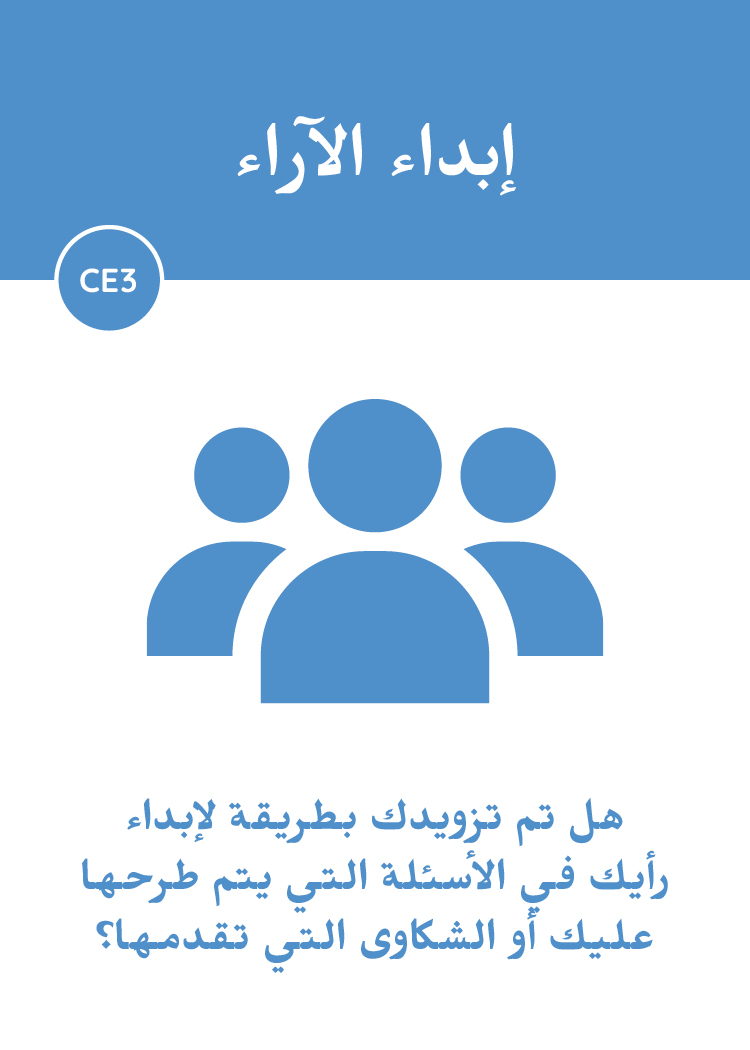 إبداء الآراء
CE3
هل تم تزويدك بطريقة لإبداء
رأيك في الأسئلة التي يتم طرحها
عليك أو الشكاوى التي تقدمها؟